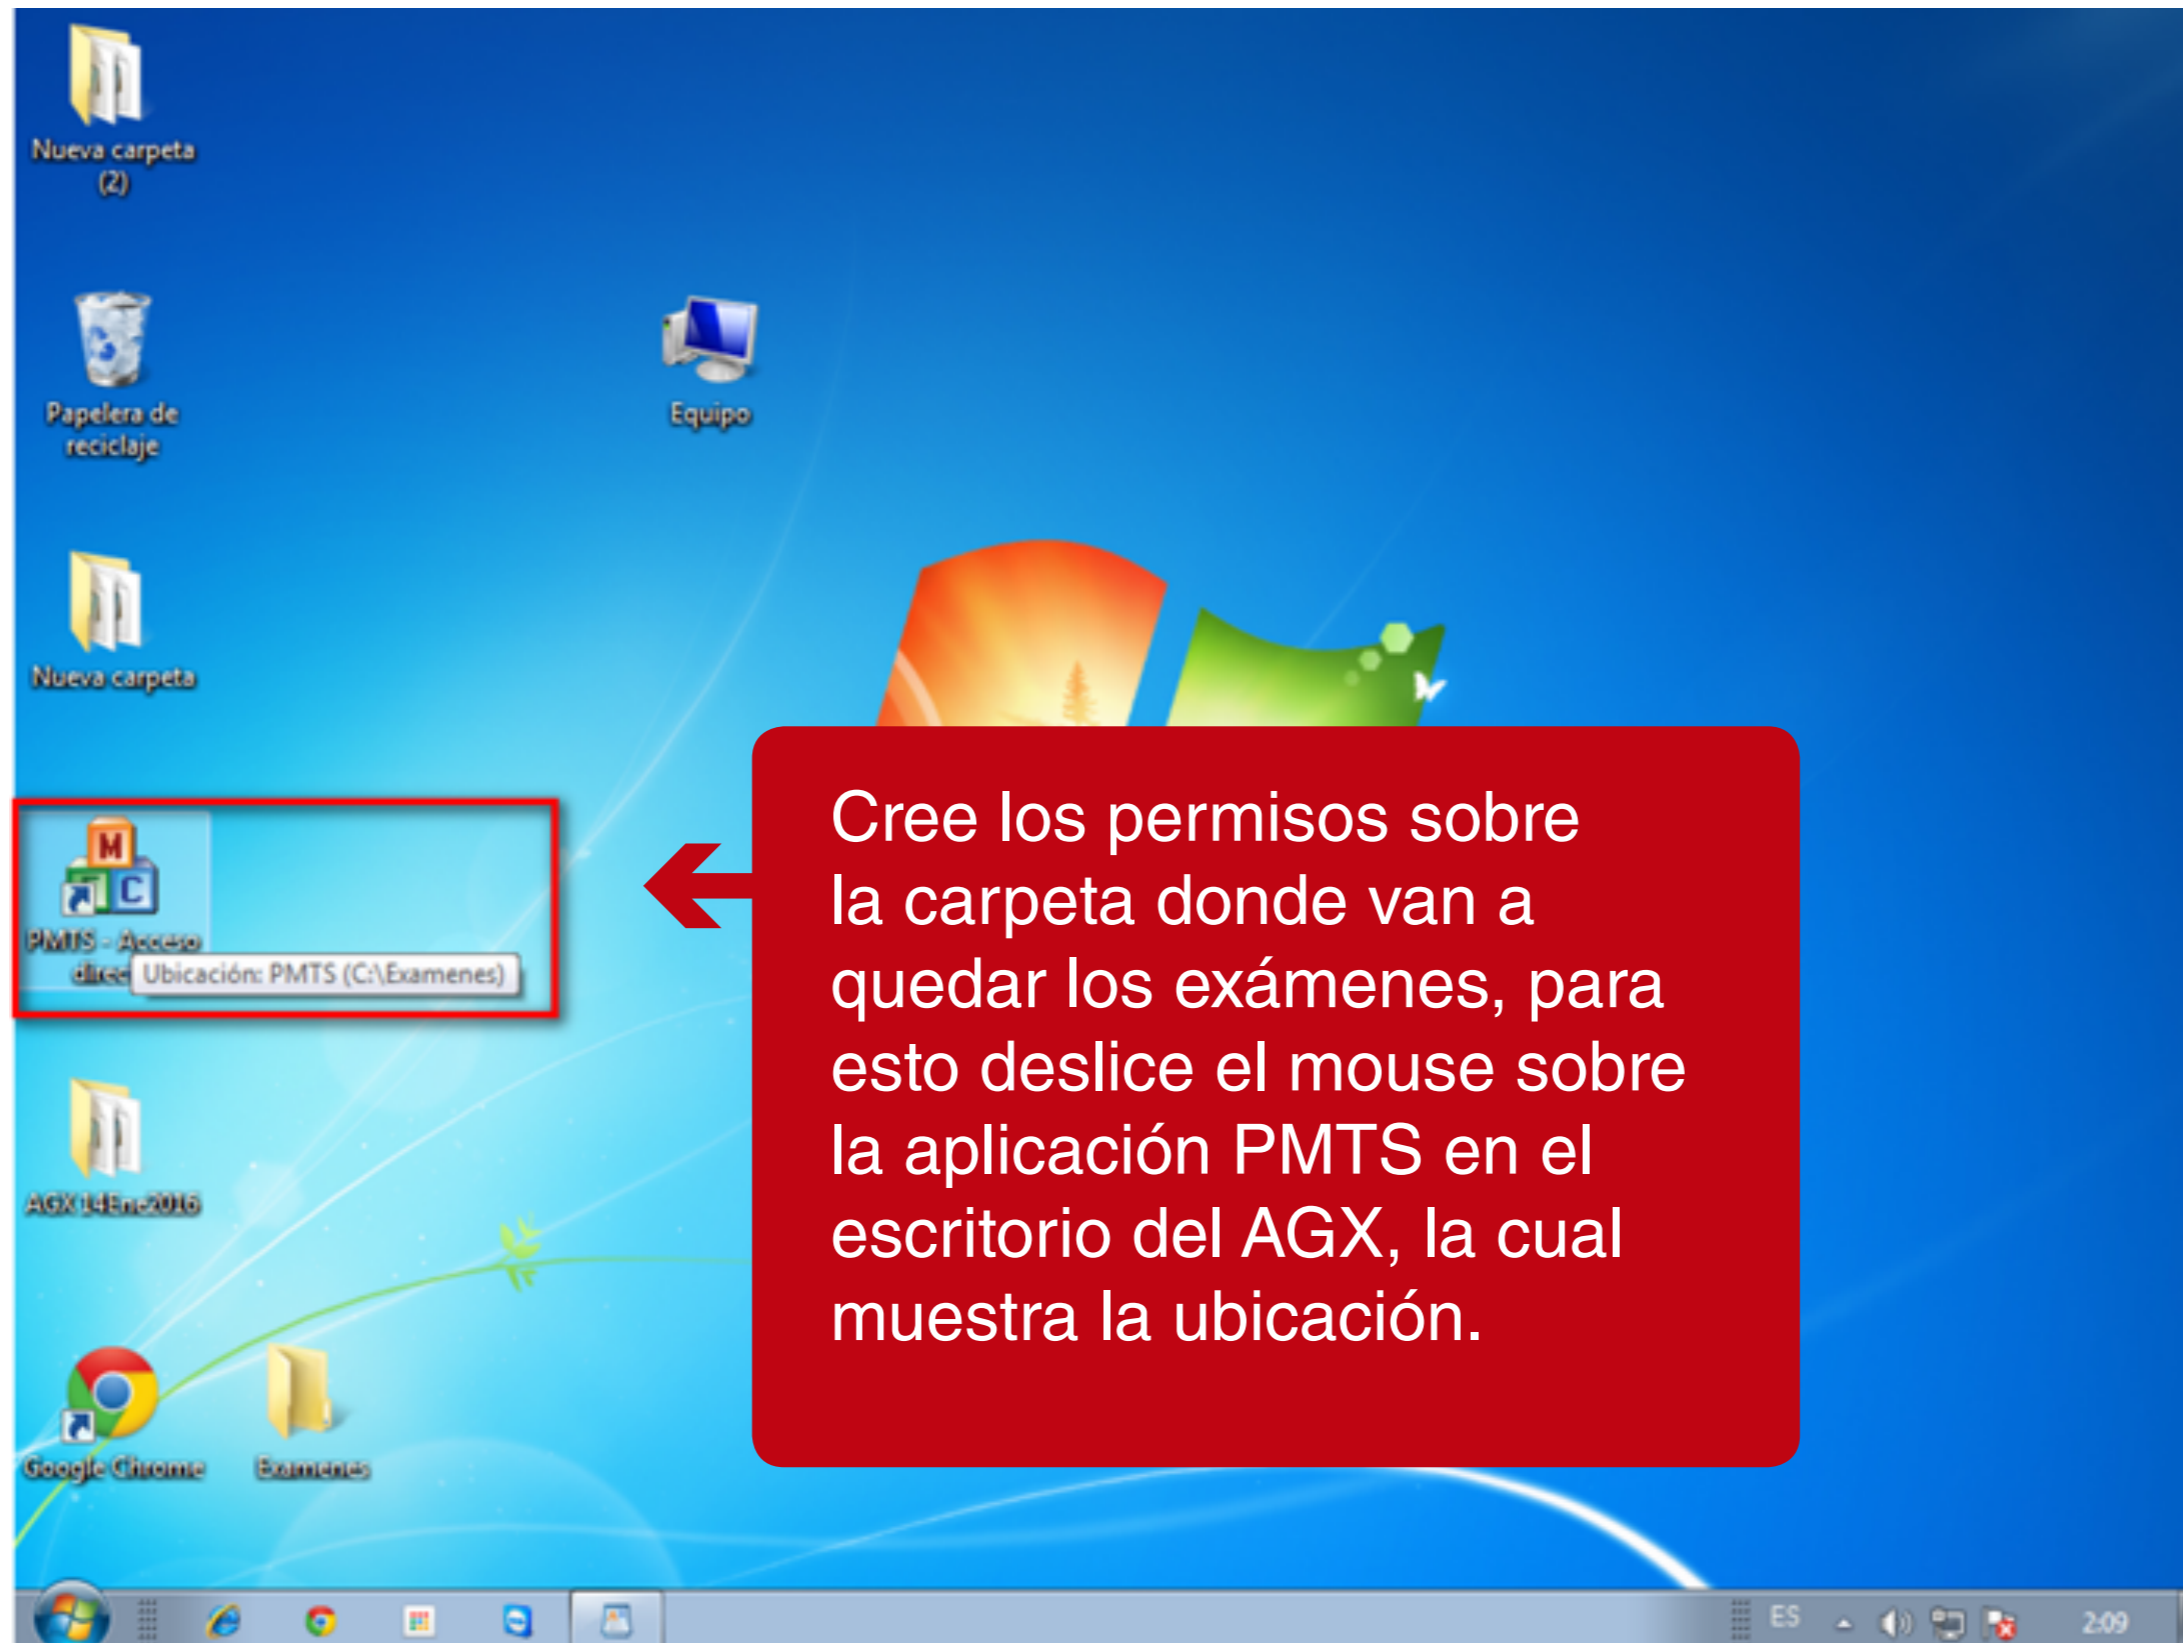 Nueva carpeta
(2)
Papelera de
reciclaje
Equipo
Nueva carpeta
M
C
PMTS - Acceso
direc
Ubicación: PMTS (C:\Examenes)
Cree los permisos sobre
la carpeta donde van a
quedar los exámenes, para
esto deslice el mouse sobre
la aplicación PMTS en el
escritorio del AGX, la cual
muestra la ubicación.
AGX 14Ene2016
Google Chrome
Examenes
ES
2:09